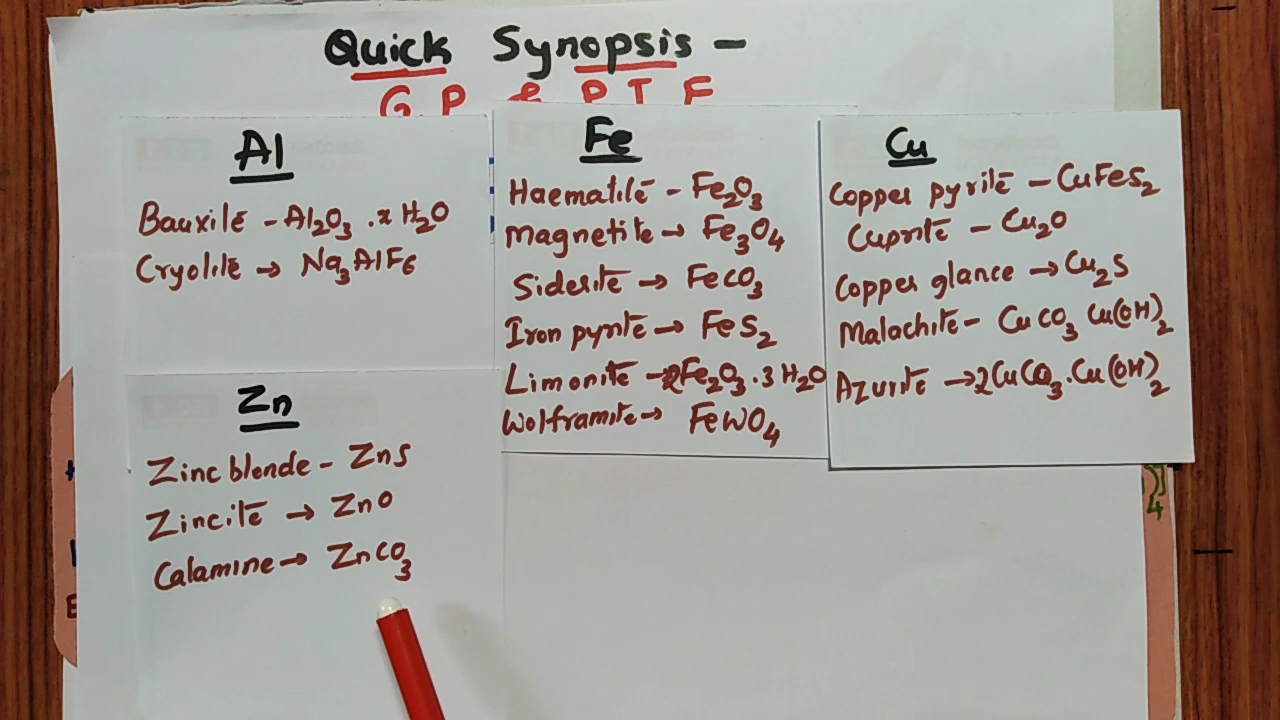 Quick Synopsis -
G.P & P T F
Al
Bauxite - Al₂O₃ .x H₂O
Cryolite → Na₃AlF₆
Zn
Zinc blende - ZnS
Zincite → ZnO
Calamine → ZnCO₃
Fe
Haematite - Fe₂O₃
Magnetite → Fe₃O₄
Siderite → FeCO₃
Iron pyrite → FeS₂
Limonite → 2Fe₂O₃.3H₂O
Wolframite → FeWO₄
Cu
Copper pyrite - CuFeS₂
Cuprite - Cu₂O
Copper glance → Cu₂S
Malachite - CuCO₃ Cu(OH)₂
Azurite → 2CuCO₃.Cu(OH)₂